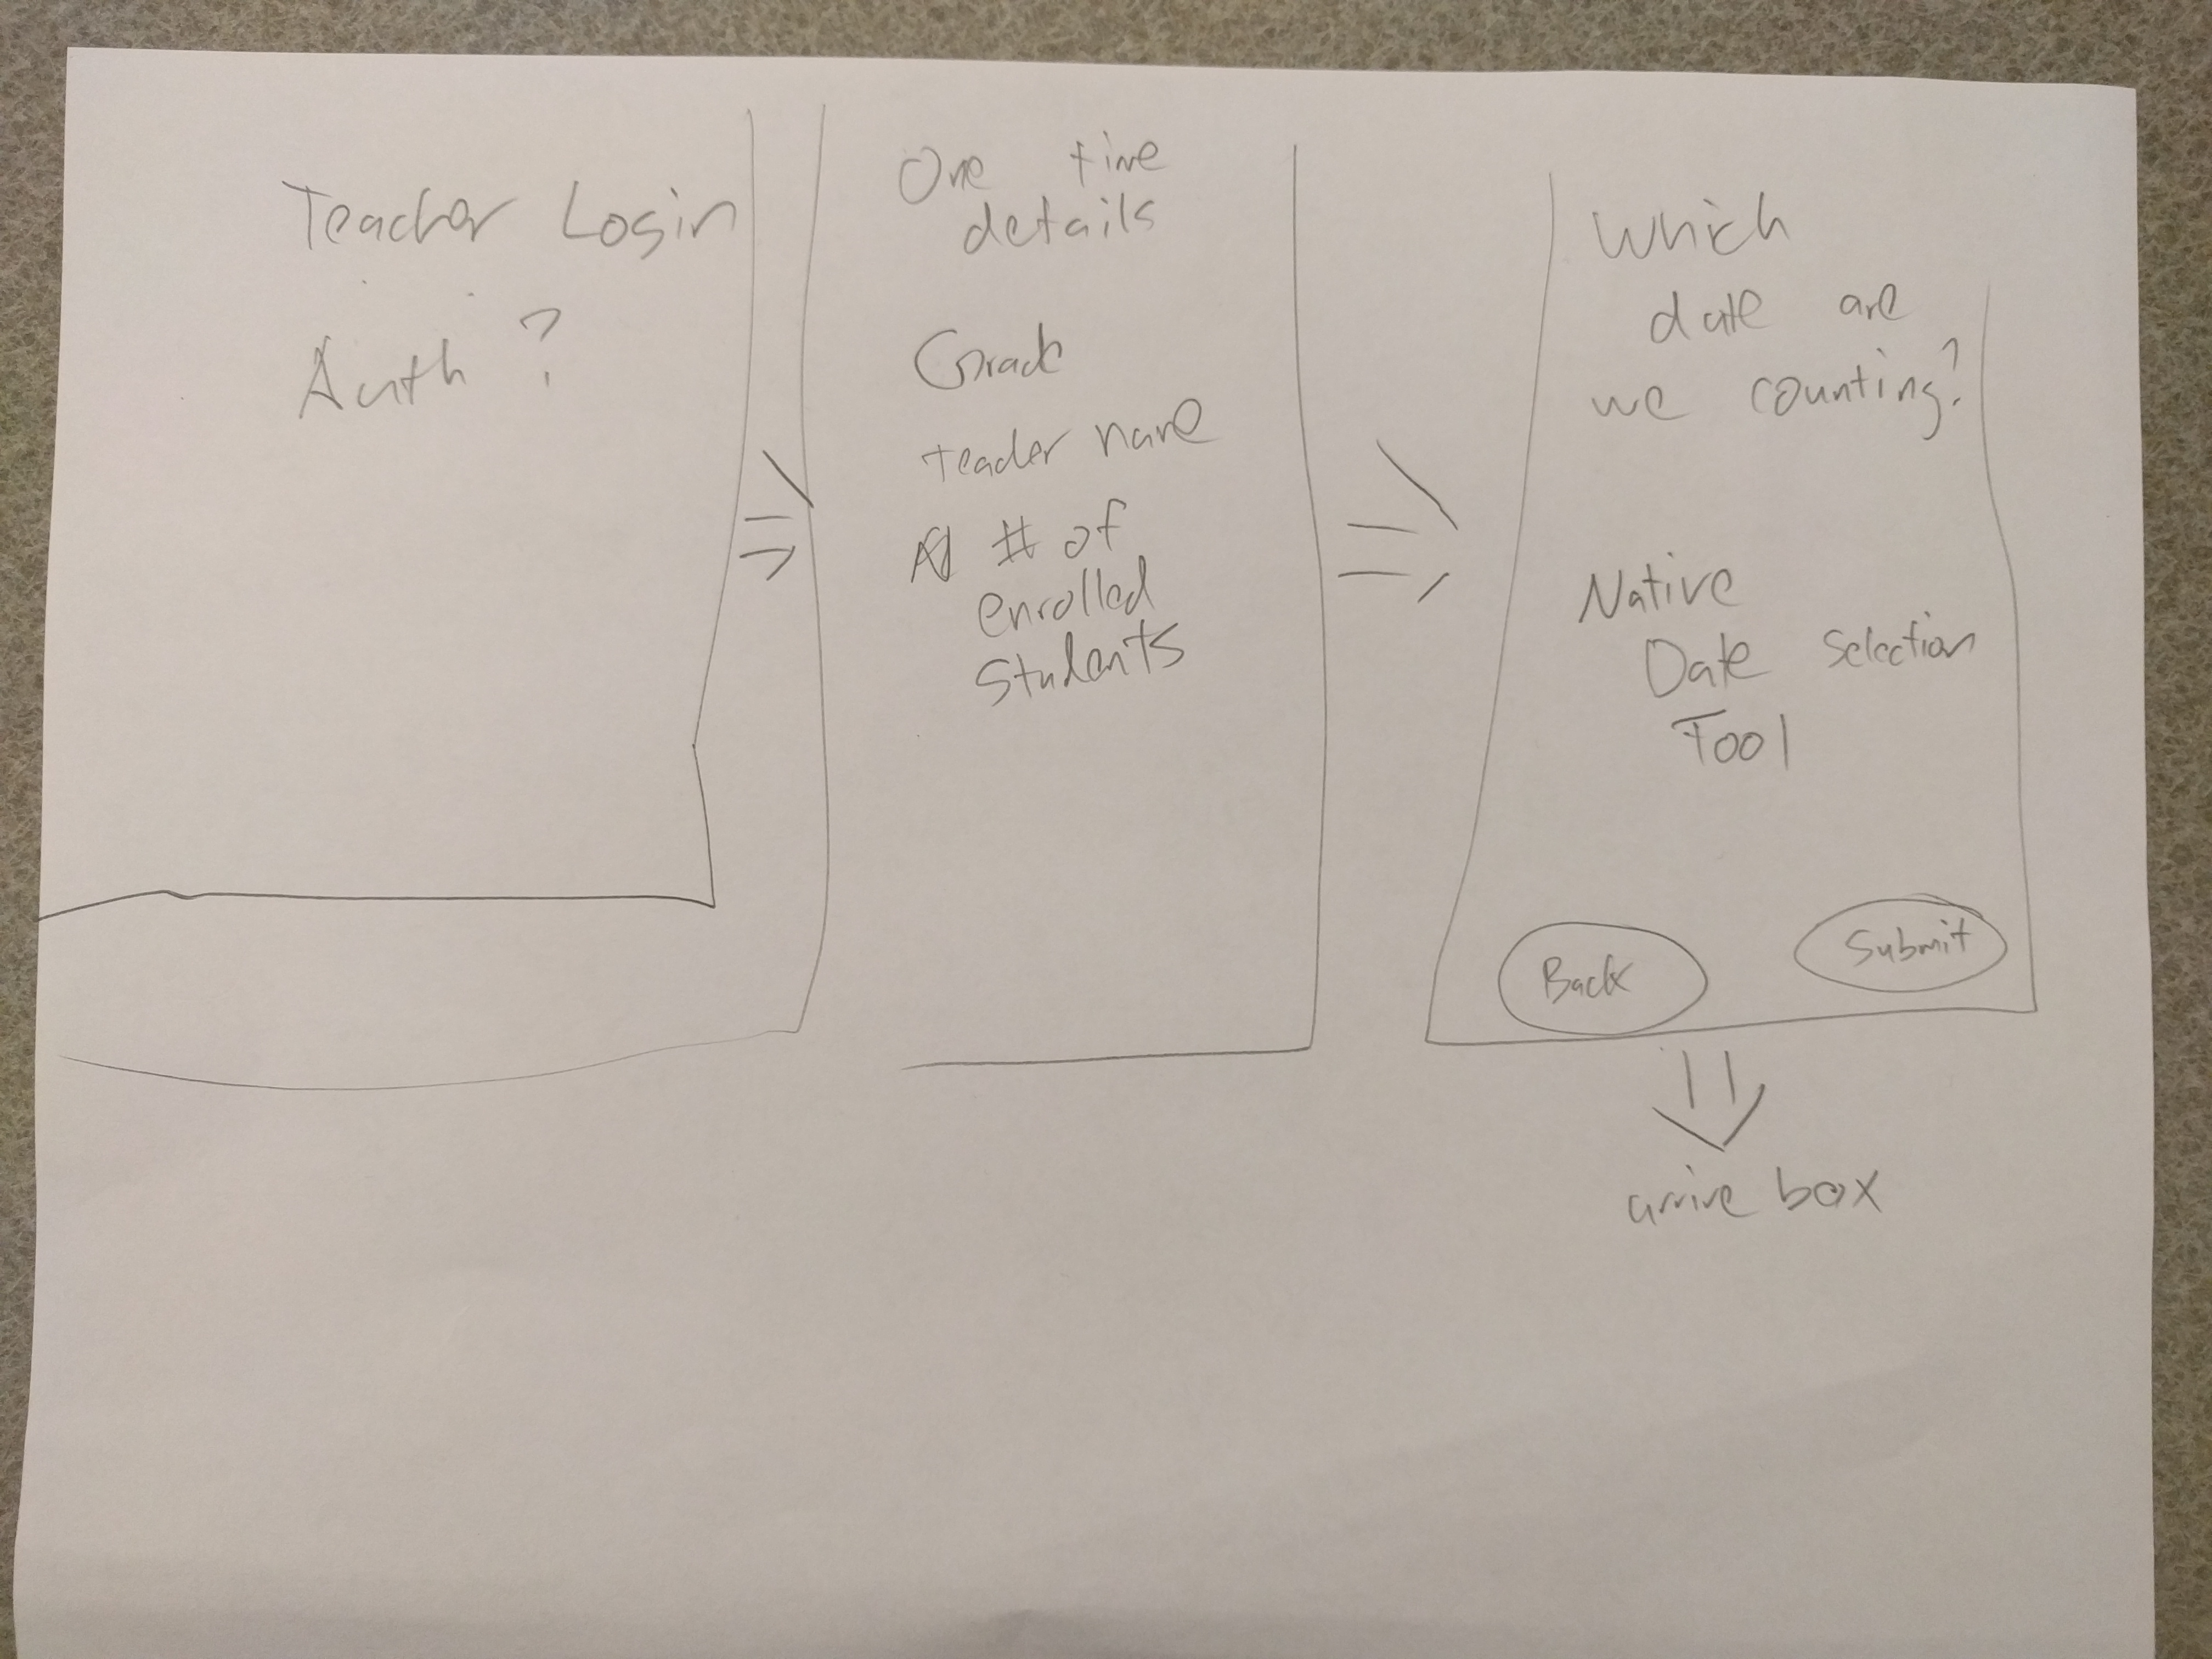 Teacher Login
Auth?
One time
details
Grade
teacher name
# of
enrolled
students
Which
date are
we counting?
Native
Date selection
Tool
Back
Submit
arrive box